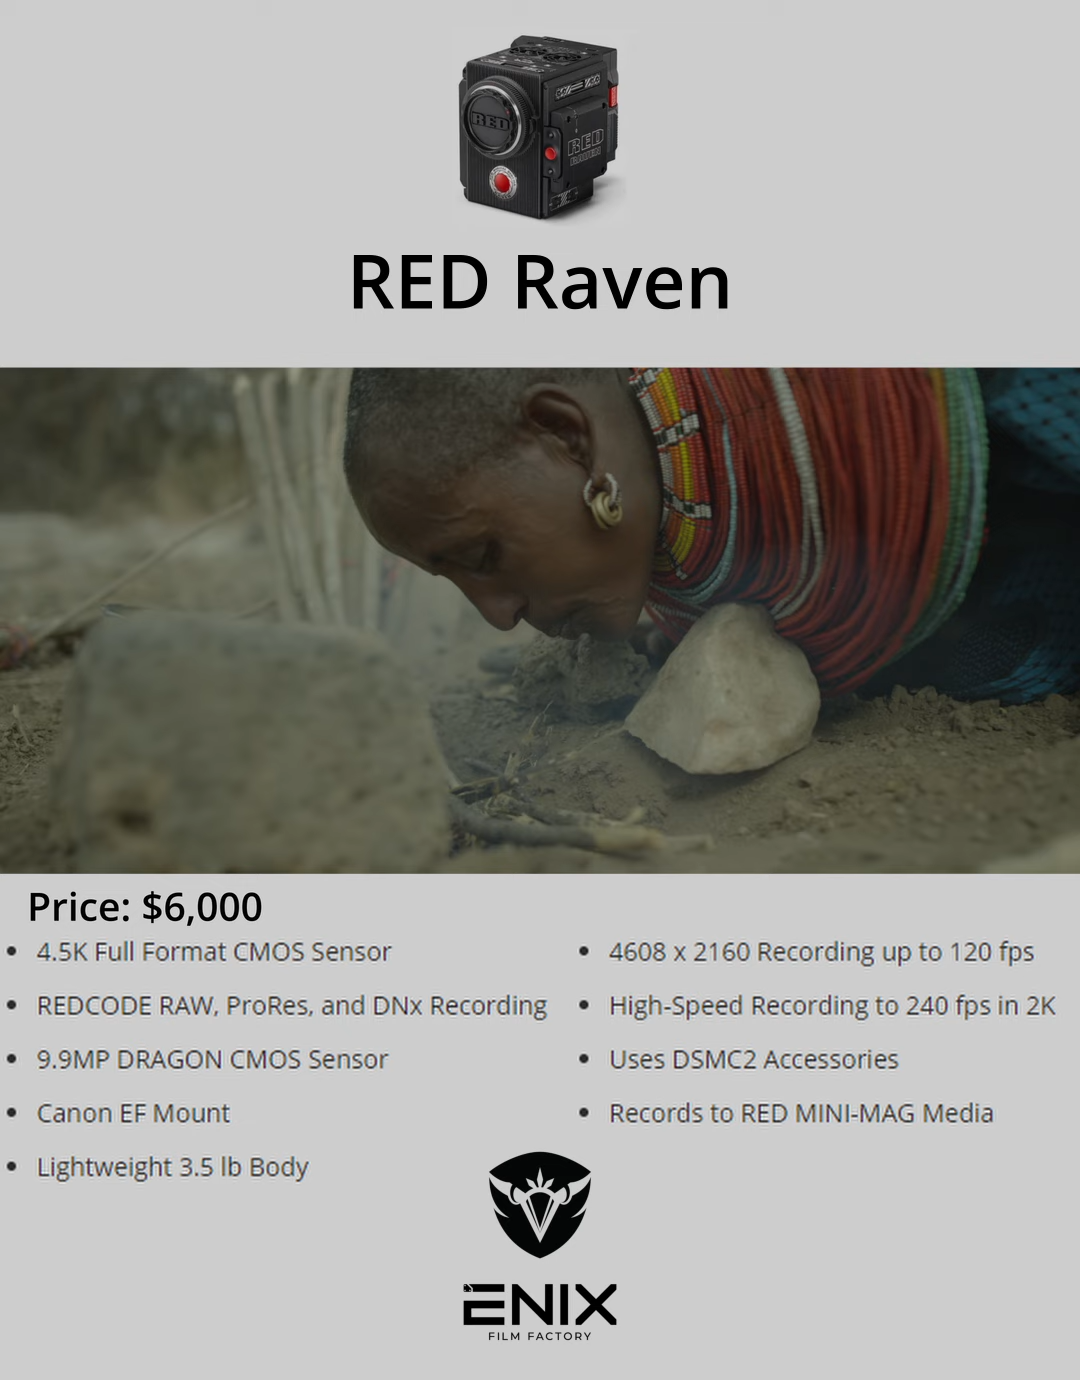 RED
RED
RAVEN
RED Raven
Price: $6,000
4.5K Full Format CMOS Sensor
REDCODE RAW, ProRes, and DNx Recording
9.9MP DRAGON CMOS Sensor
Canon EF Mount
Lightweight 3.5 lb Body
4608 x 2160 Recording up to 120 fps
High-Speed Recording to 240 fps in 2K
Uses DSMC2 Accessories
Records to RED MINI-MAG Media
ENIX
FILM FACTORY